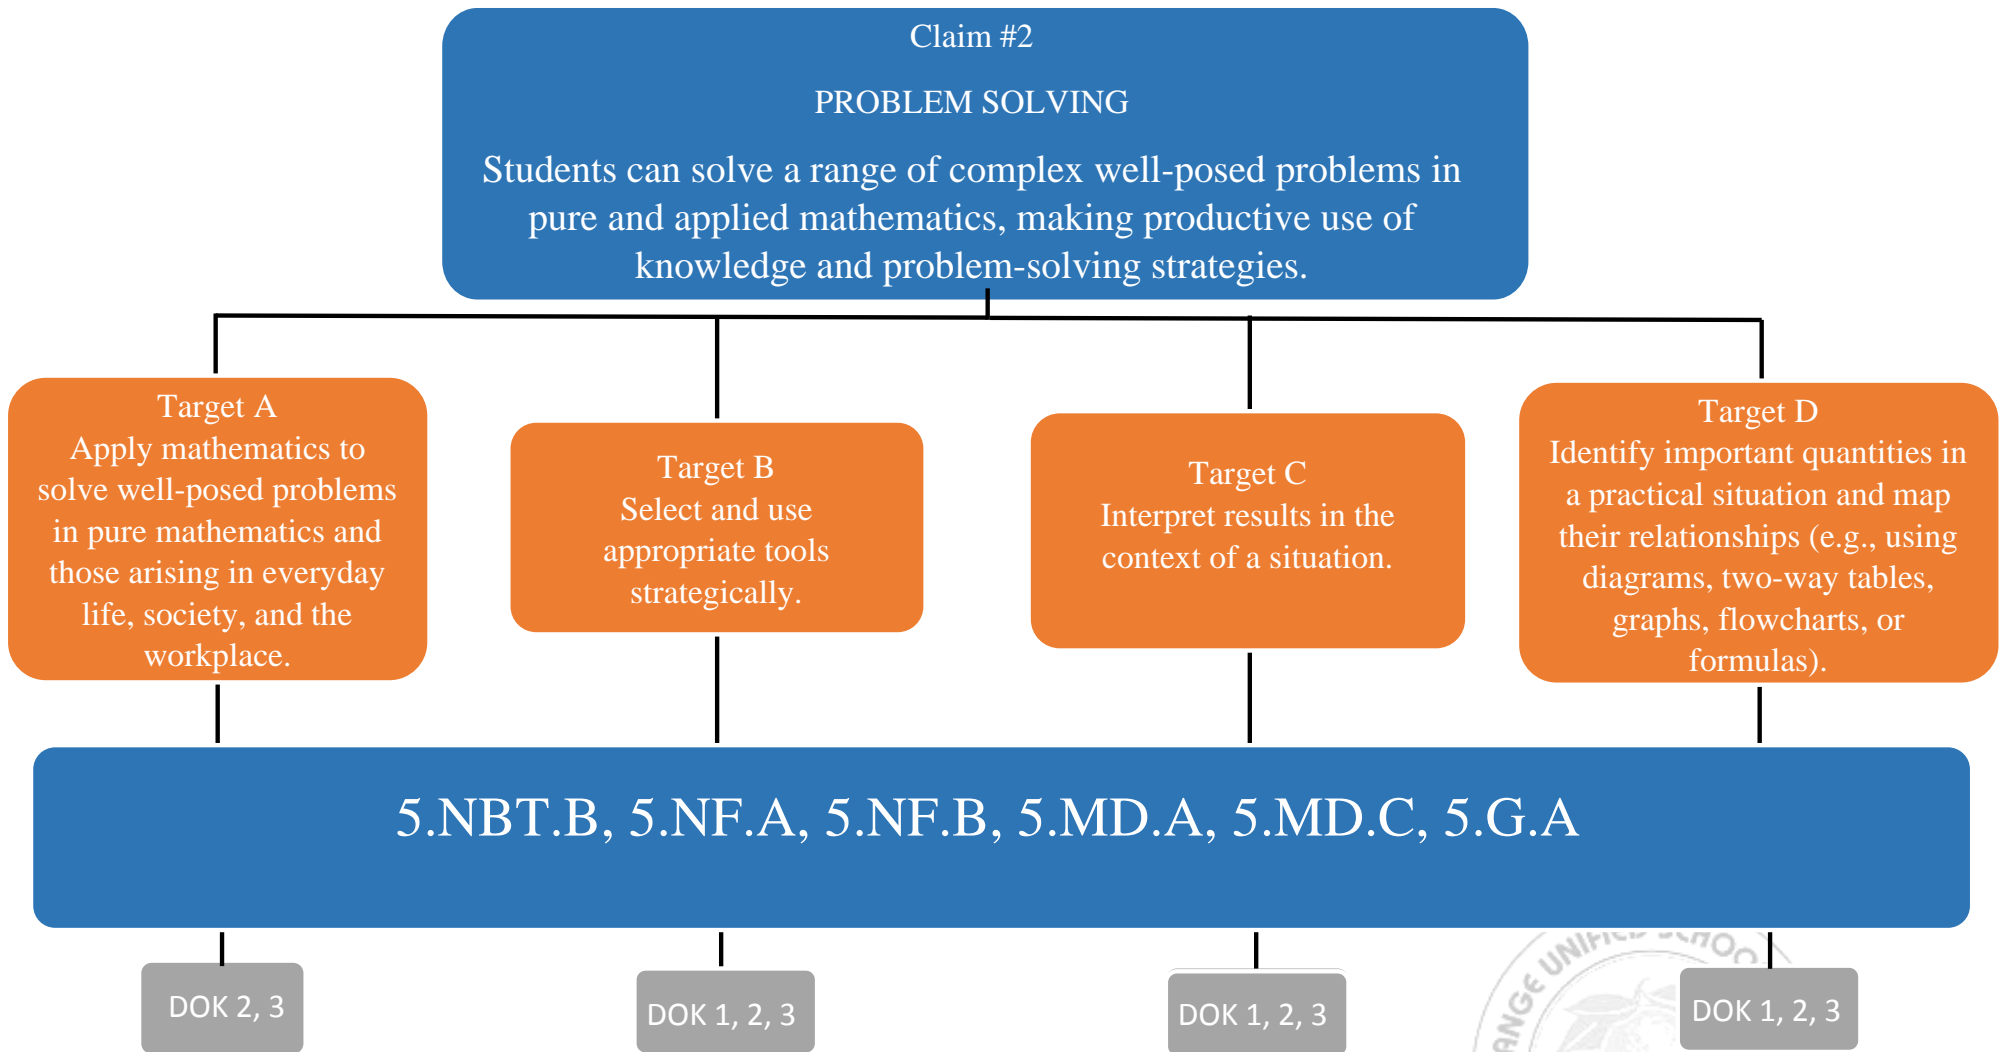 Claim #2
PROBLEM SOLVING
Students can solve a range of complex well-posed problems in
pure and applied mathematics, making productive use of
knowledge and problem-solving strategies.
Target A
Apply mathematics to
solve well-posed problems
in pure mathematics and
those arising in everyday
life, society, and the
workplace.
Target B
Select and use
appropriate tools
strategically.
Target C
Interpret results in the
context of a situation.
Target D
Identify important quantities in
a practical situation and map
their relationships (e.g., using
diagrams, two-way tables,
graphs, flowcharts, or
formulas).
5.NBT.B, 5.NF.A, 5.NF.B, 5.MD.A, 5.MD.C, 5.G.A
DOK 2, 3
DOK 1, 2, 3
DOK 1, 2, 3
DOK 1, 2, 3
UNIFIED